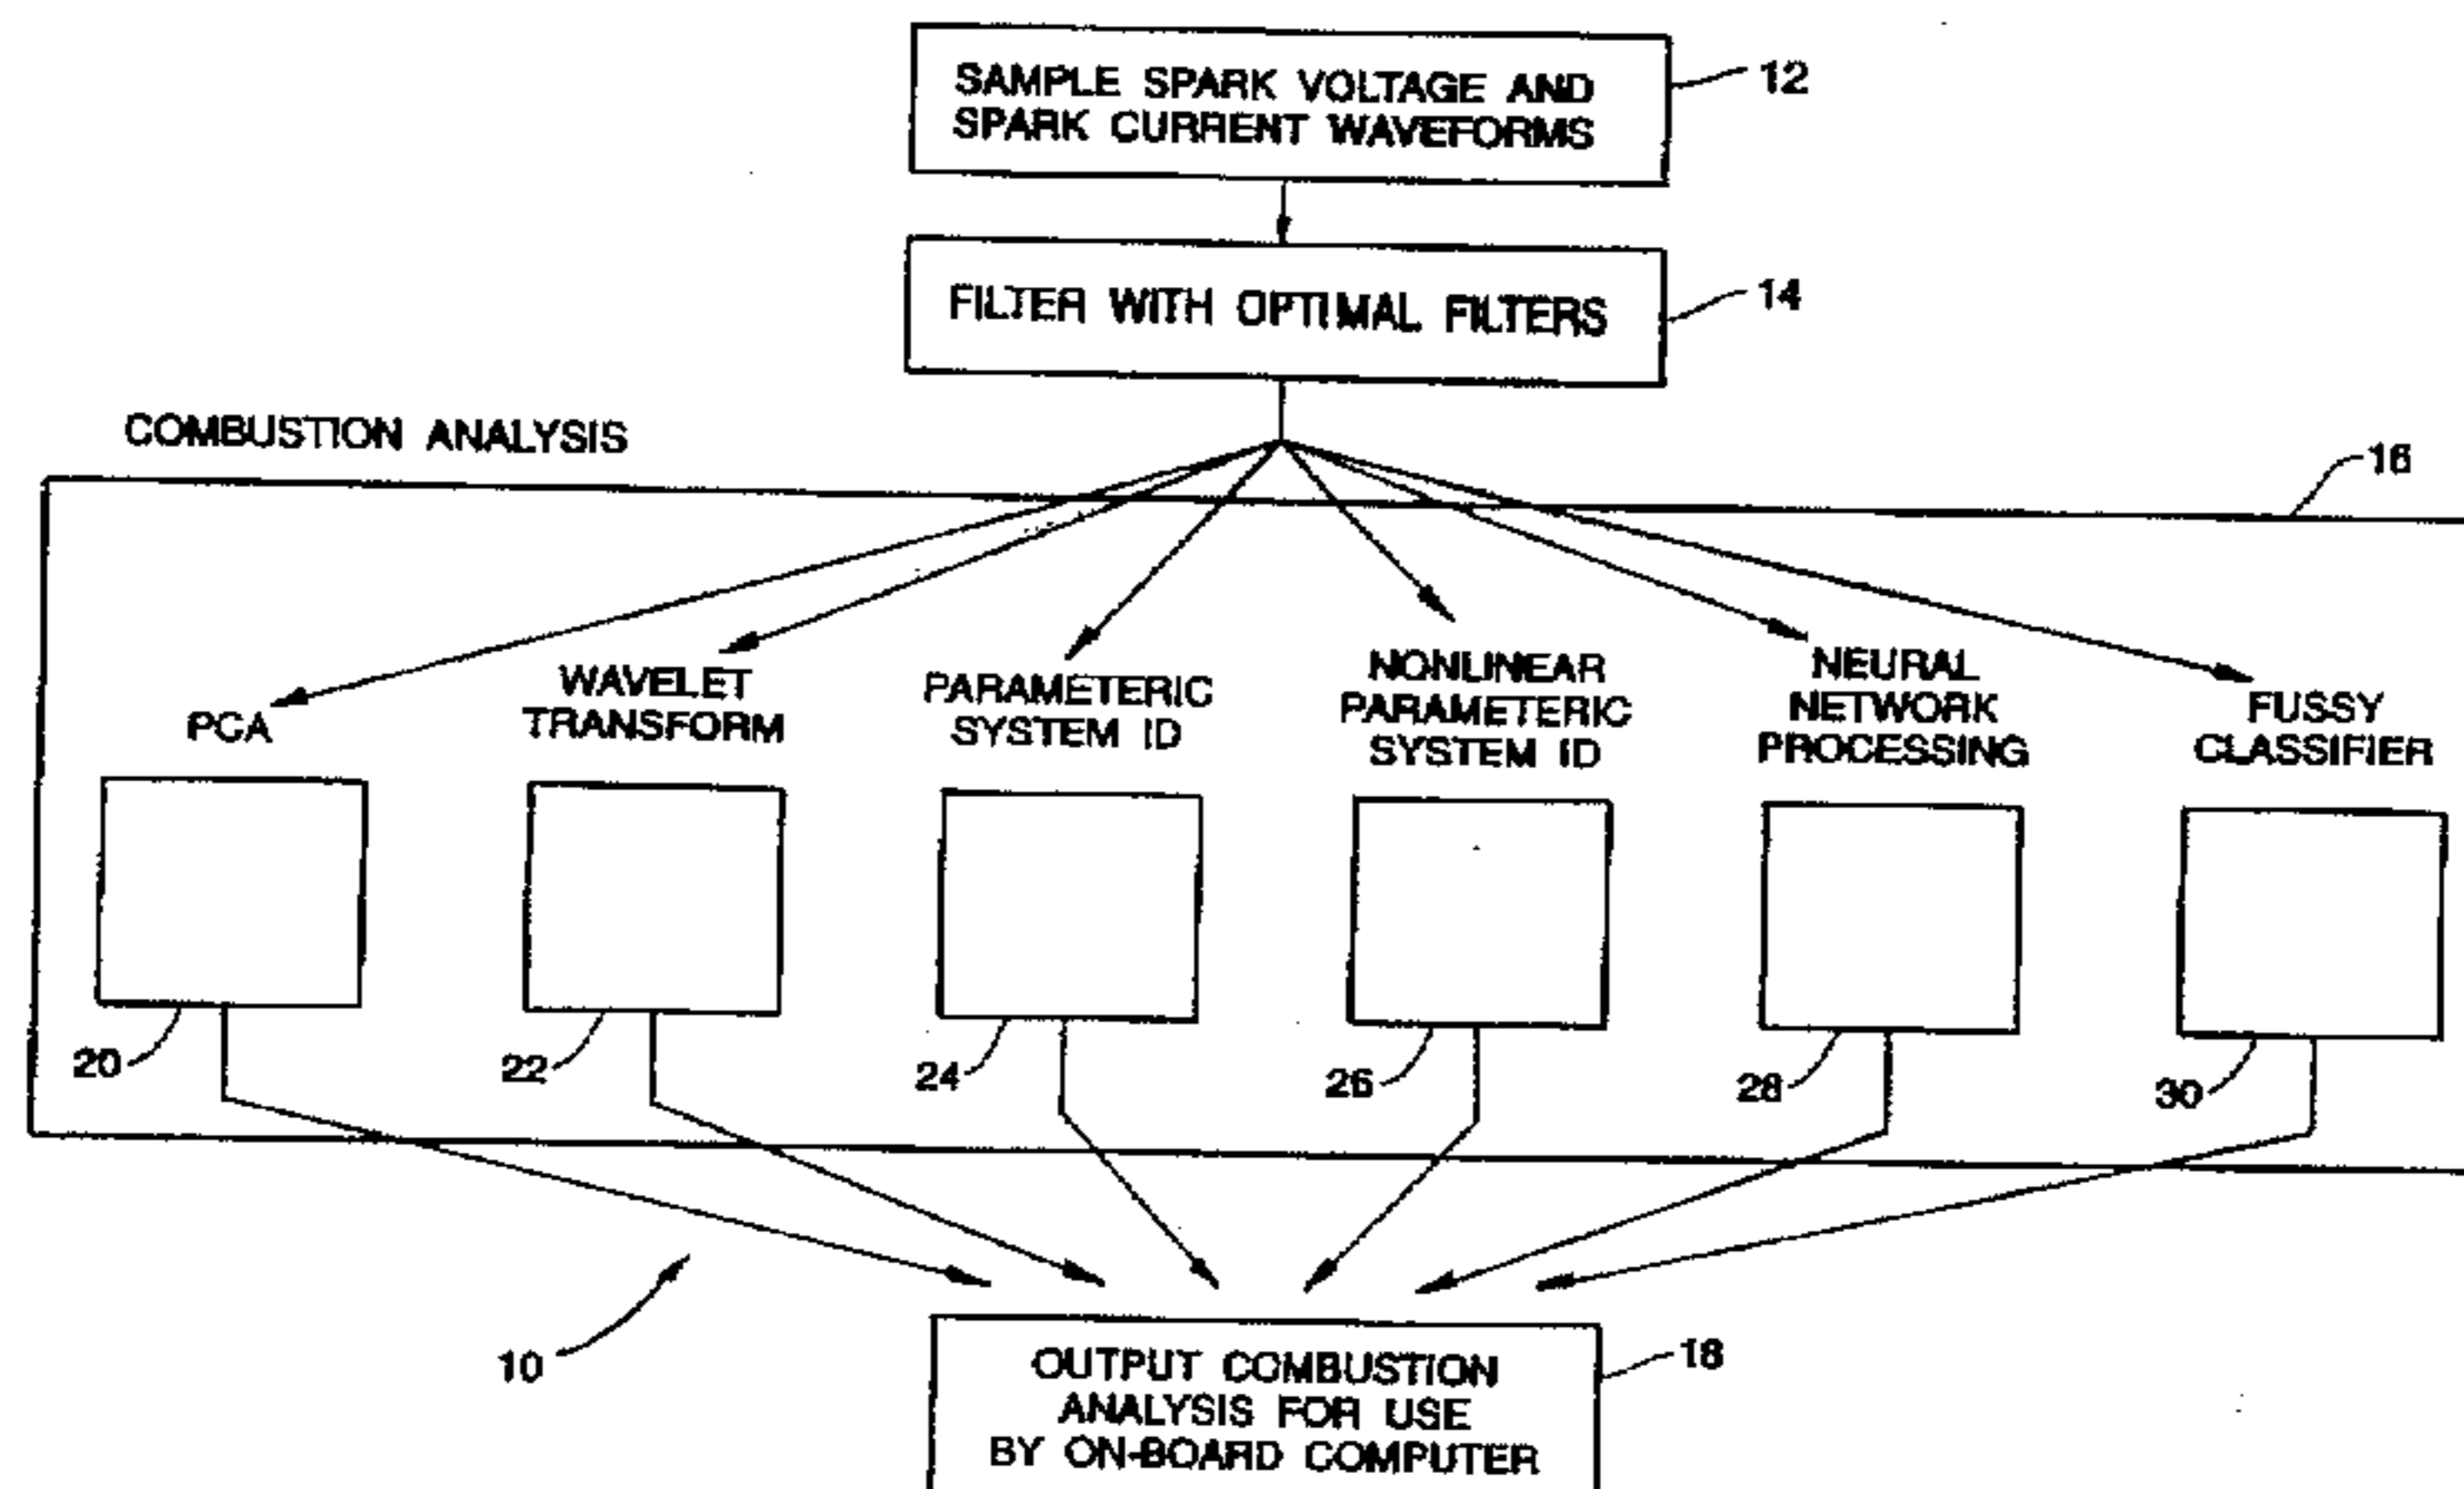 SAMPLE SPARK VOLTAGE AND
SPARK CURRENT WAVEFORMS
12
FILTER WITH OPTIMAL FILTERS
14
COMBUSTION ANALYSIS
16
PCA
WAVELET
TRANSFORM
PARAMETERIC
SYSTEM ID
NONLINEAR
PARAMETERIC
SYSTEM ID
NEURAL
NETWORK
PROCESSING
FUSSY
CLASSIFIER
20
22
24
26
28
30
10
OUTPUT COMBUSTION
ANALYSIS FOR USE
BY ON-BOARD COMPUTER
18